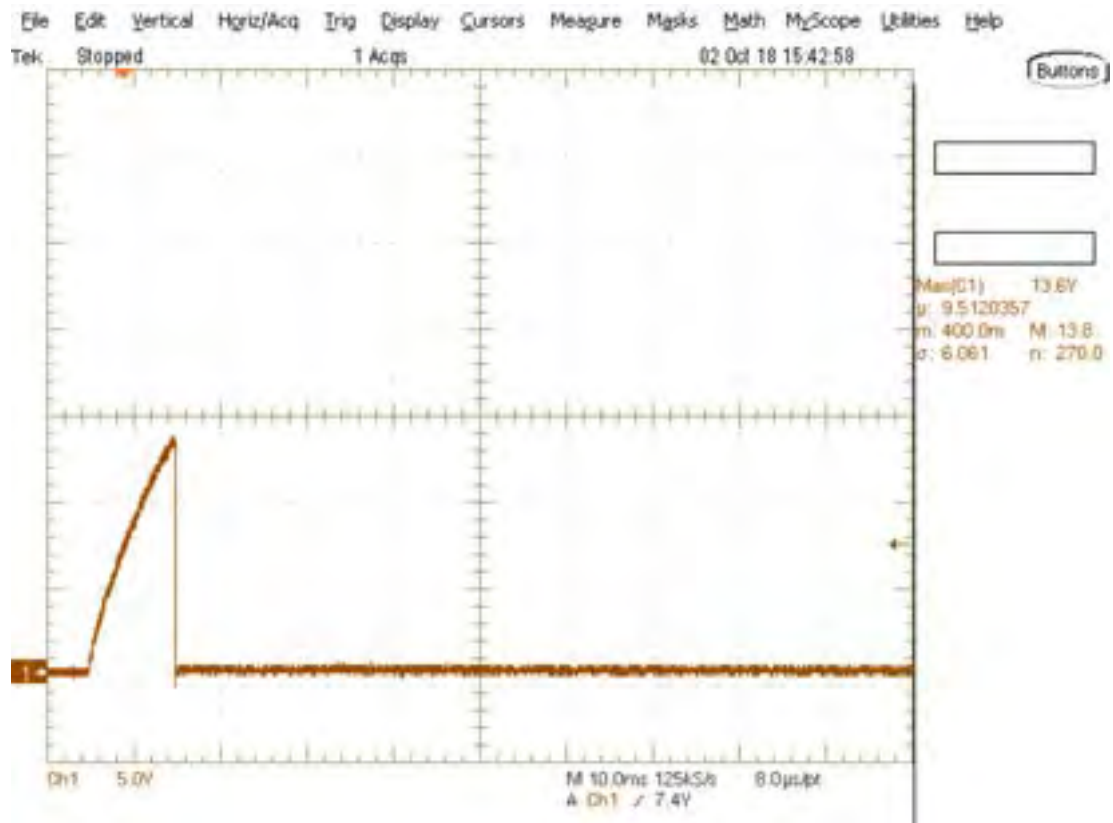 File Edit Vertical Horiz/Acq Trig Display Cursors Measure Masks Math MyScope Utilities Help
Tek Stopped 1 Acqs 02 Oct 18 15:42:58
Buttons
Max(C1) 13.6V
µ: 9.5120357
m: 400.0m M: 13.8
σ: 6.061 n: 270.0
1
Ch1 5.0V M 10.0ms 125kS/s 8.0µs/pt
A Ch1 / 7.4V